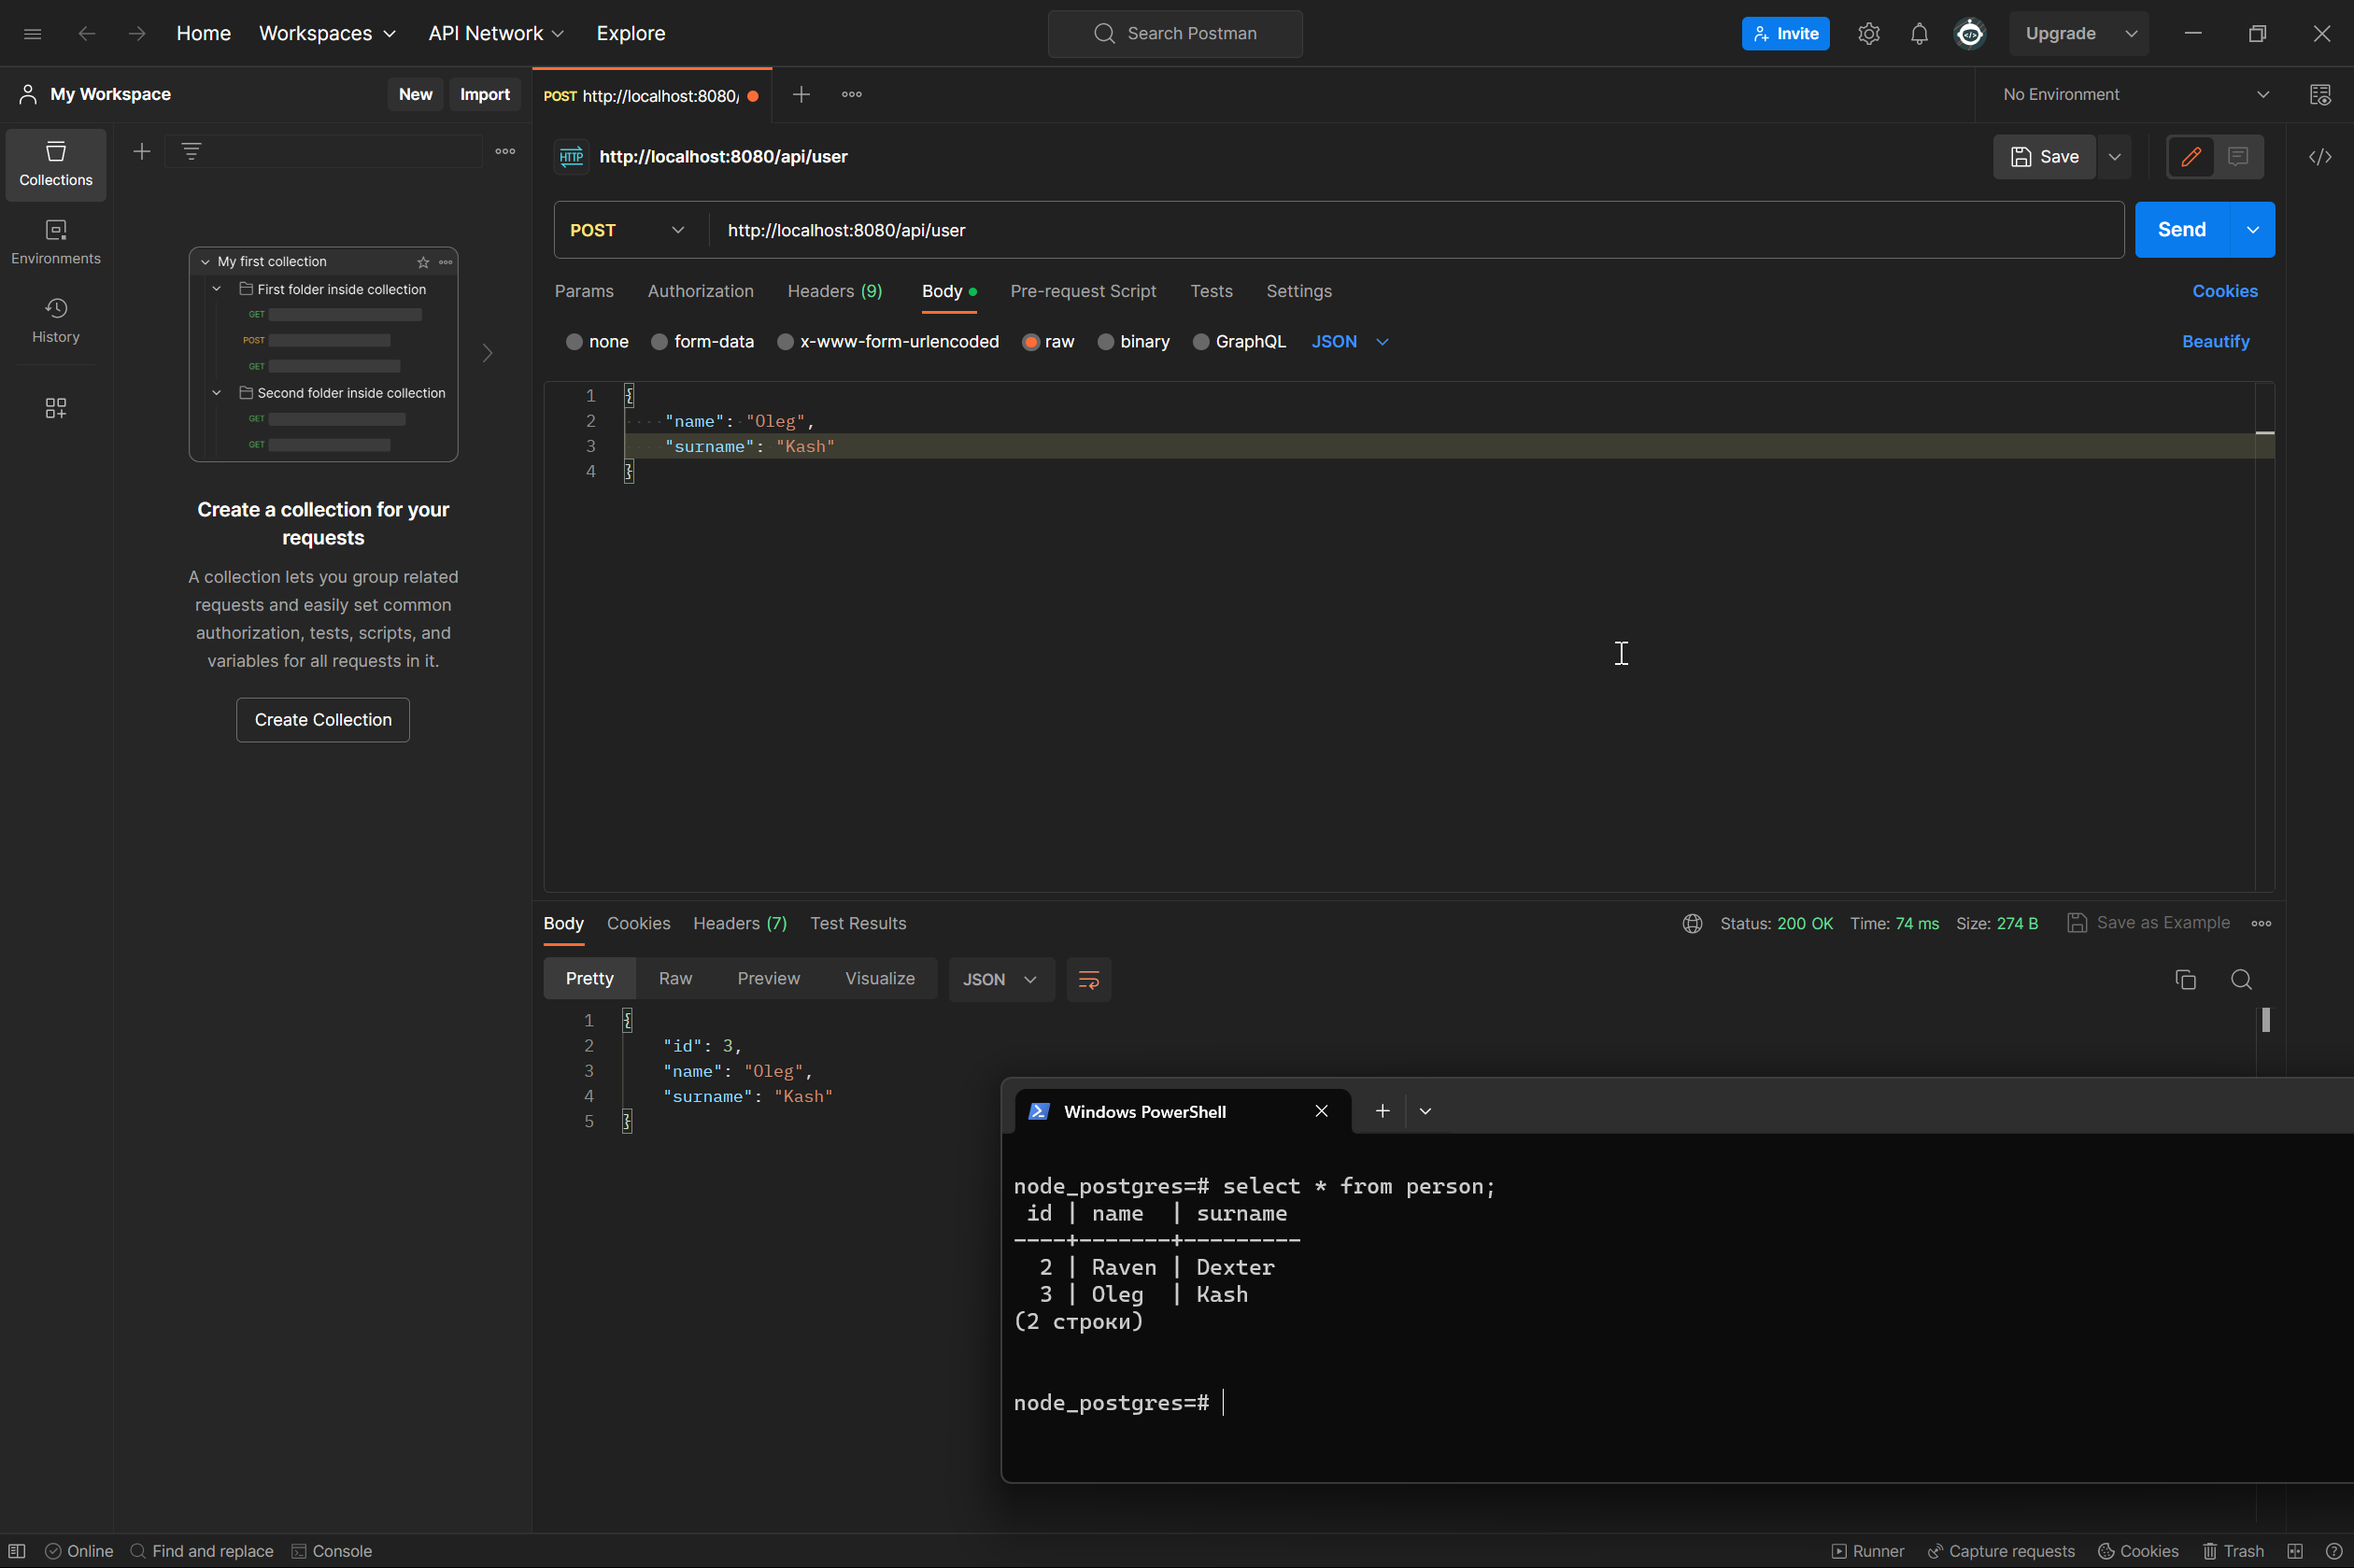 Home Workspaces API Network Explore Search Postman Invite Upgrade
My Workspace New Import POST http://localhost:8080/ No Environment
Collections
Environments
History
My first collection
First folder inside collection
GET
POST
GET
Second folder inside collection
GET
GET
Create a collection for your
requests
A collection lets you group related
requests and easily set common
authorization, tests, scripts, and
variables for all requests in it.
Create Collection
HTTP http://localhost:8080/api/user Save
POST http://localhost:8080/api/user Send
Params Authorization Headers (9) Body Pre-request Script Tests Settings Cookies
none form-data x-www-form-urlencoded raw binary GraphQL JSON Beautify
1 {
2 "name": "Oleg",
3 "surname": "Kash"
4 }
Body Cookies Headers (7) Test Results Status: 200 OK Time: 74 ms Size: 274 B Save as Example
Pretty Raw Preview Visualize JSON
1 {
2 "id": 3,
3 "name": "Oleg",
4 "surname": "Kash"
5 }
Windows PowerShell
node_postgres=# select * from person;
id | name | surname
----+-------+---------
2 | Raven | Dexter
3 | Oleg | Kash
(2 строки)
node_postgres=#
Online Find and replace Console Runner Capture requests Cookies Trash